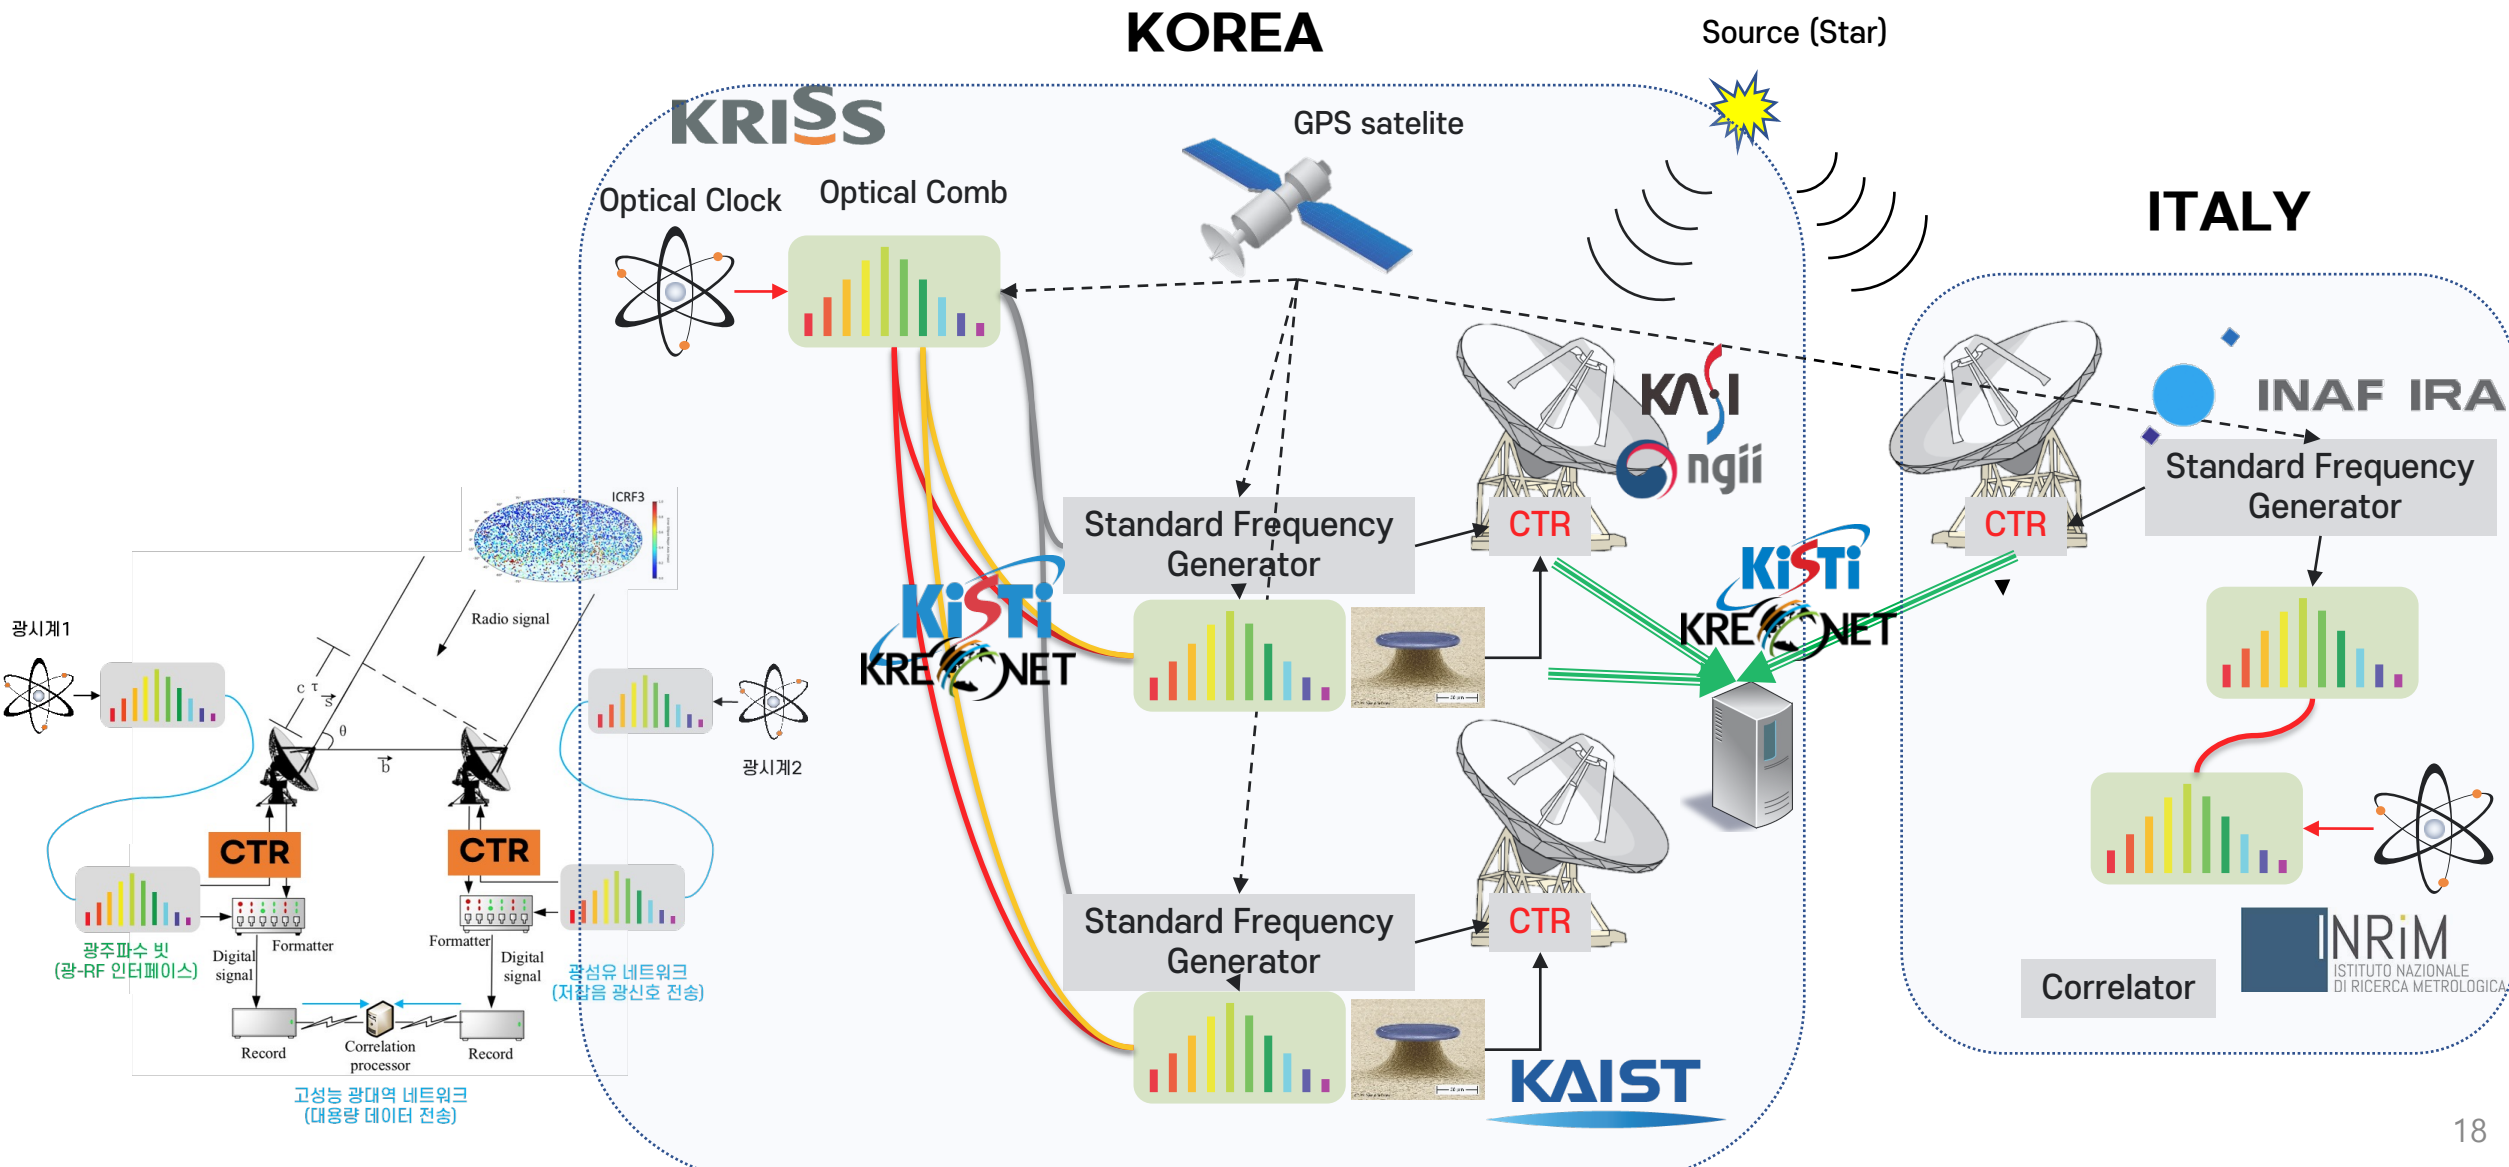 KOREA
Source (Star)
KRISS
GPS satelite
Optical Clock
Optical Comb
ITALY
KASI
ngii
INAF IRA
Standard Frequency
Generator
CTR
Standard Frequency
Generator
CTR
KiSTi
KREONET
KiSTi
KREONET
Standard Frequency
Generator
CTR
KAIST
INRiM
ISTITUTO NAZIONALE
DI RICERCA METROLOGICA
Correlator
ICRF3
Radio signal
광시계1
c τ
s
θ
b
광시계2
CTR
CTR
Formatter
Formatter
광주파수 빗
(광-RF 인터페이스)
Digital
signal
Digital
signal
광섬유 네트워크
(저잡음 광신호 전송)
Record
Correlation
processor
Record
고성능 광대역 네트워크
(대용량 데이터 전송)
18